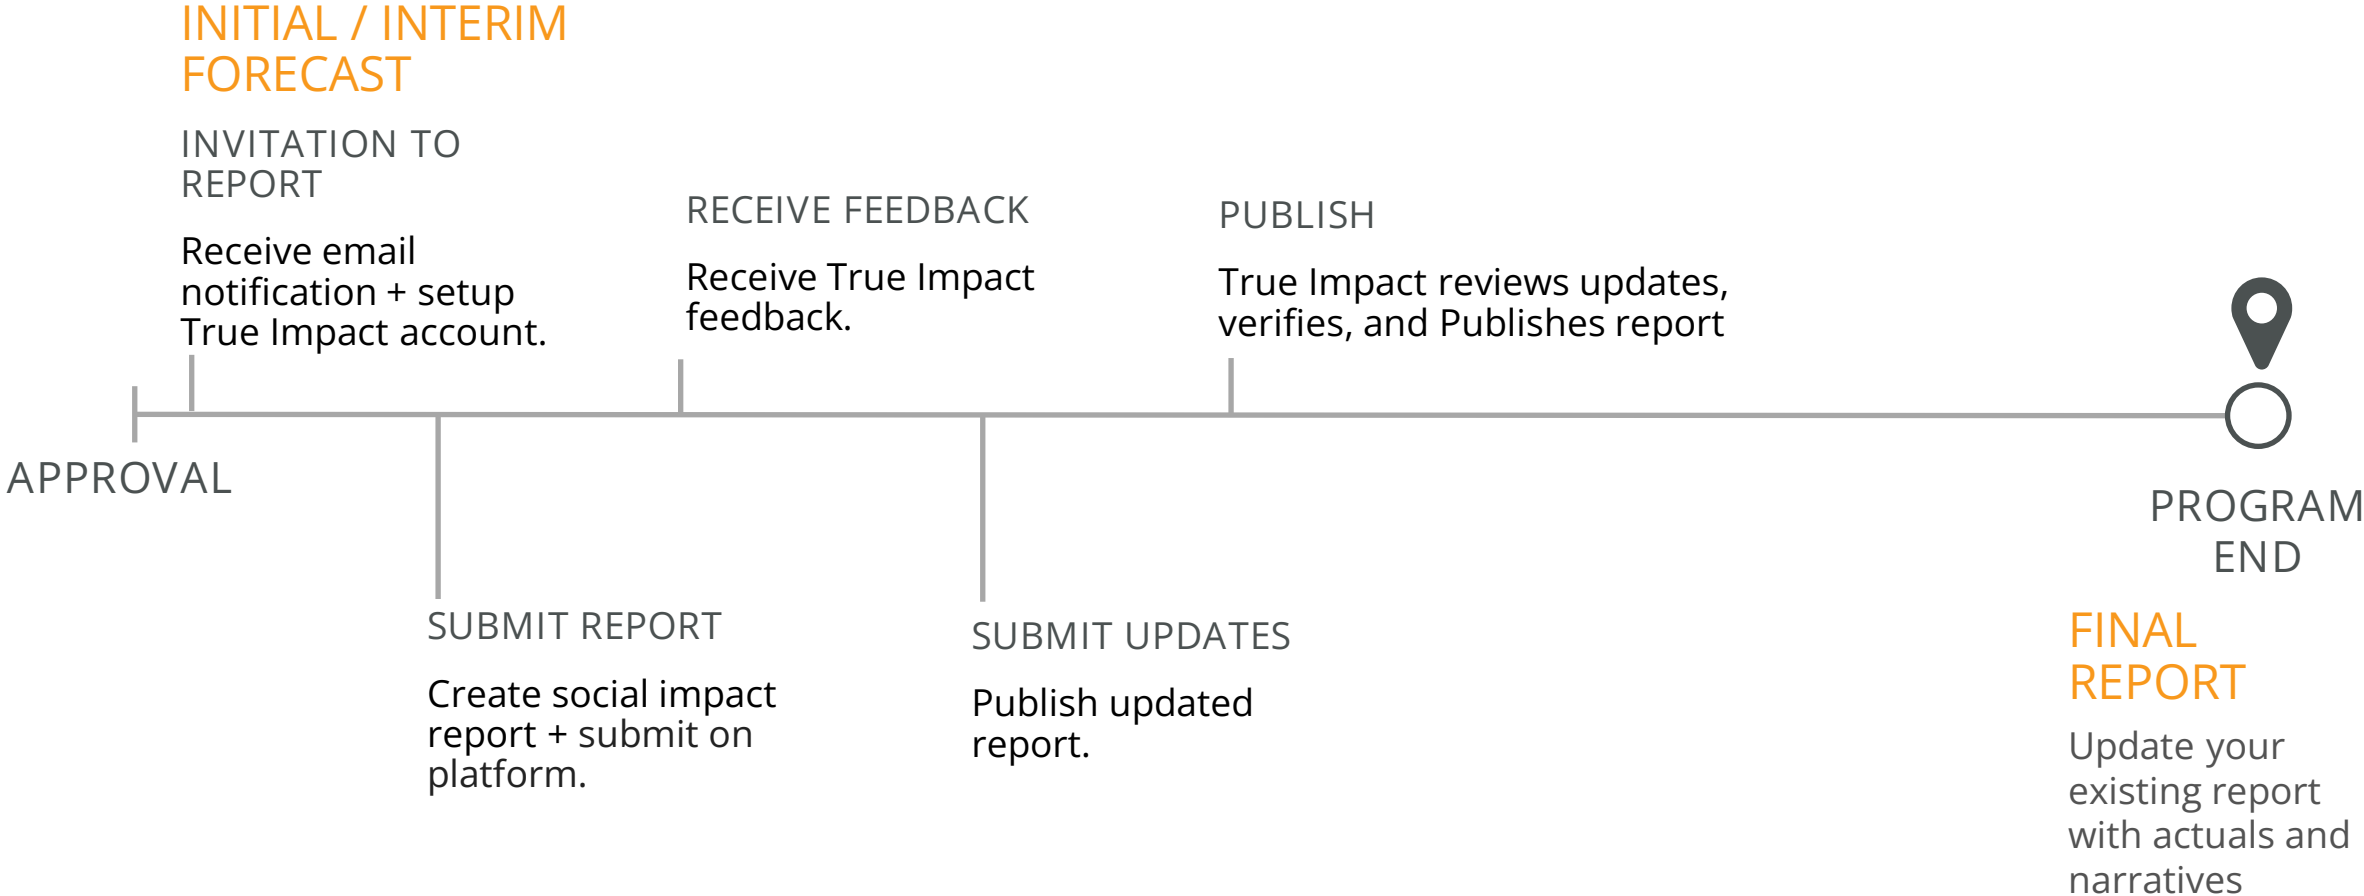 INITIAL / INTERIM
FORECAST
INVITATION TO
REPORT
Receive email
notification + setup
True Impact account.
RECEIVE FEEDBACK
Receive True Impact
feedback.
PUBLISH
True Impact reviews updates,
verifies, and Publishes report
APPROVAL
SUBMIT REPORT
Create social impact
report + submit on
platform.
SUBMIT UPDATES
Publish updated
report.
PROGRAM
END
FINAL
REPORT
Update your
existing report
with actuals and
narratives